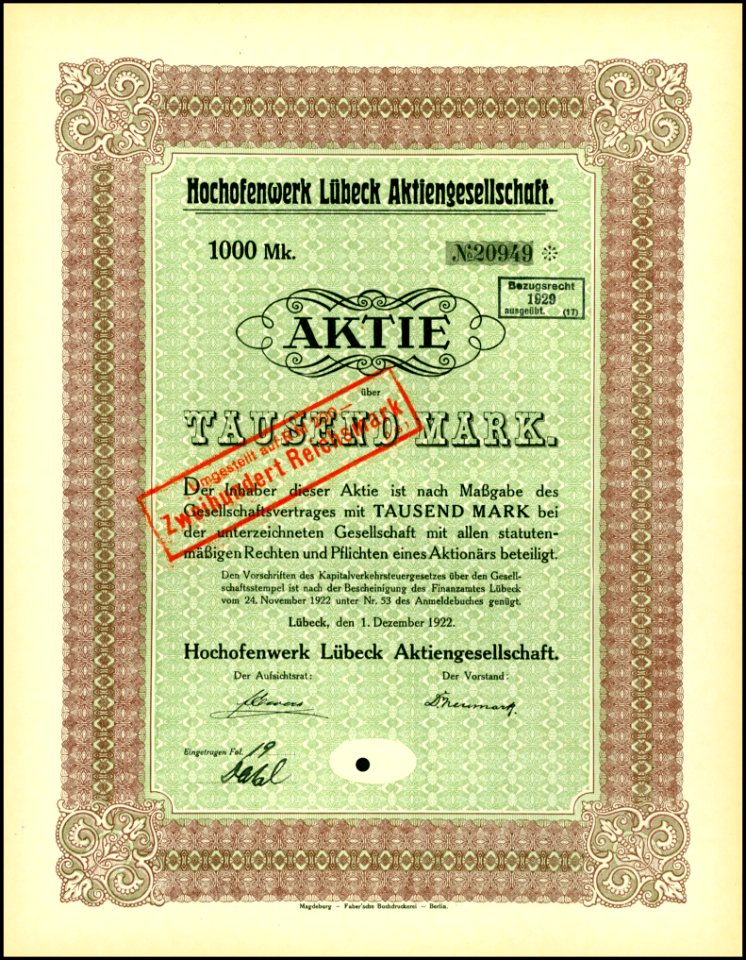 Hochofenwerk Lübeck Aktiengesellschaft.
1000 Mk.
№20949
Bezugsrecht
1929
ausgeübt. (17)
AKTIE
über
TAUSEND MARK.
Umgestellt auf RM 200.—
Zweihundert Reichsmark
Der Inhaber dieser Aktie ist nach Maßgabe des
Gesellschaftsvertrages mit TAUSEND MARK bei
der unterzeichneten Gesellschaft mit allen statuten-
mäßigen Rechten und Pflichten eines Aktionärs beteiligt.
Den Vorschriften des Kapitalverkehrsteuergesetzes über den Gesell-
schaftsstempel ist nach der Bescheinigung des Finanzamtes Lübeck
vom 24. November 1922 unter Nr. 53 des Anmeldebuches genügt.
Lübeck, den 1. Dezember 1922.
Hochofenwerk Lübeck Aktiengesellschaft.
Der Aufsichtsrat:
Der Vorstand:
Dr. Neumark.
Eingetragen Fol. 19
Magdeburg – Faber'sche Buchdruckerei – Berlin.